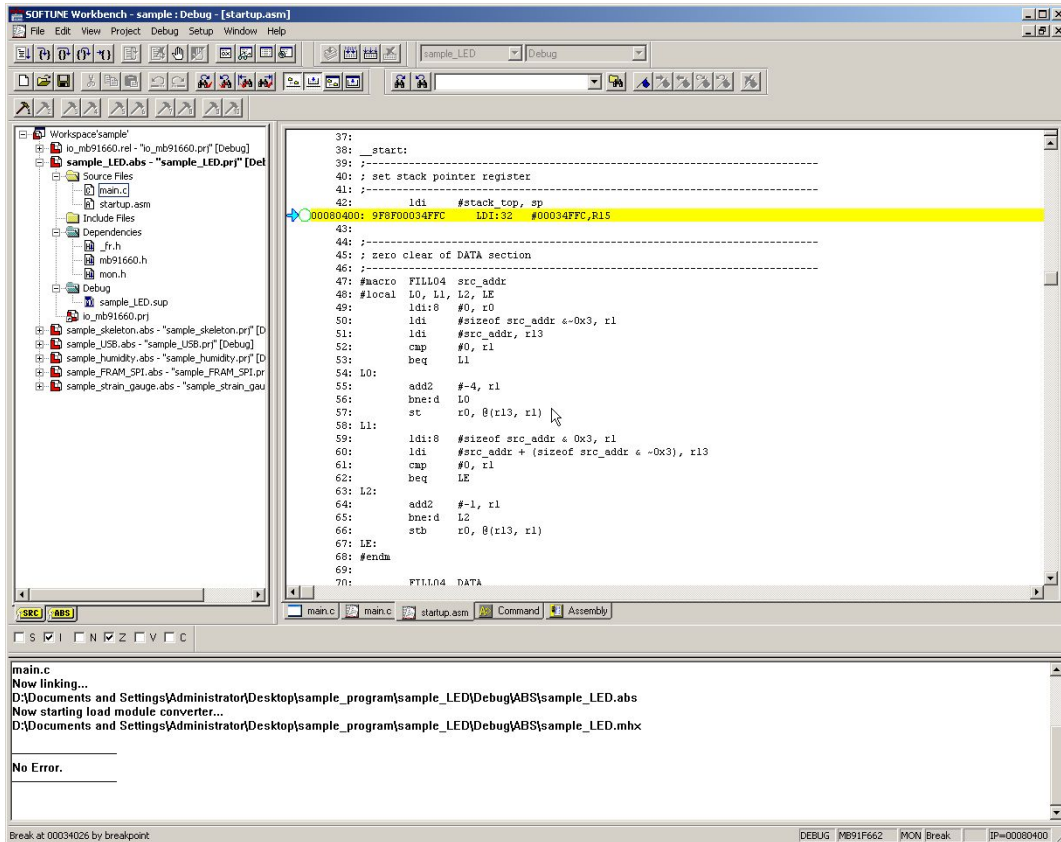 SOFTUNE Workbench - sample : Debug - [startup.asm]
File Edit View Project Debug Setup Window Help
sample_LED Debug
Workspace'sample'
io_mb91660.rel - "io_mb91660.prj" [Debug]
sample_LED.abs - "sample_LED.prj" [Det
Source Files
main.c
startup.asm
Include Files
Dependencies
_fr.h
mb91660.h
mon.h
Debug
sample_LED.sup
io_mb91660.prj
sample_skeleton.abs - "sample_skeleton.prj" [D
sample_USB.abs - "sample_USB.prj" [Debug]
sample_humidity.abs - "sample_humidity.prj" [D
sample_FRAM_SPI.abs - "sample_FRAM_SPI.pr
sample_strain_gauge.abs - "sample_strain_gau
SRC ABS
37:
38: __start:
39: ;---------------------------------------------------------------------------
40: ; set stack pointer register
41: ;---------------------------------------------------------------------------
42: ldi #stack_top, sp
00080400: 9F8F00034FFC LDI:32 #00034FFC,R15
43:
44: ;---------------------------------------------------------------------------
45: ; zero clear of DATA section
46: ;---------------------------------------------------------------------------
47: #macro FILL04 src_addr
48: #local L0, L1, L2, LE
49: ldi:8 #0, r0
50: ldi #sizeof src_addr &~0x3, r1
51: ldi #src_addr, r13
52: cmp #0, r1
53: beq L1
54: L0:
55: add2 #-4, r1
56: bne:d L0
57: st r0, @(r13, r1)
58: L1:
59: ldi:8 #sizeof src_addr & 0x3, r1
60: ldi #src_addr + (sizeof src_addr & ~0x3), r13
61: cmp #0, r1
62: beq LE
63: L2:
64: add2 #-1, r1
65: bne:d L2
66: stb r0, @(r13, r1)
67: LE:
68: #endm
69:
70: FILL04 DATA
main.c main.c startup.asm Command Assembly
S I N Z V C
main.c
Now linking...
D:\Documents and Settings\Administrator\Desktop\sample_program\sample_LED\Debug\ABS\sample_LED.abs
Now starting load module converter...
D:\Documents and Settings\Administrator\Desktop\sample_program\sample_LED\Debug\ABS\sample_LED.mhx
No Error.
Break at 00034026 by breakpoint DEBUG MB91F662 MON Break IP=00080400